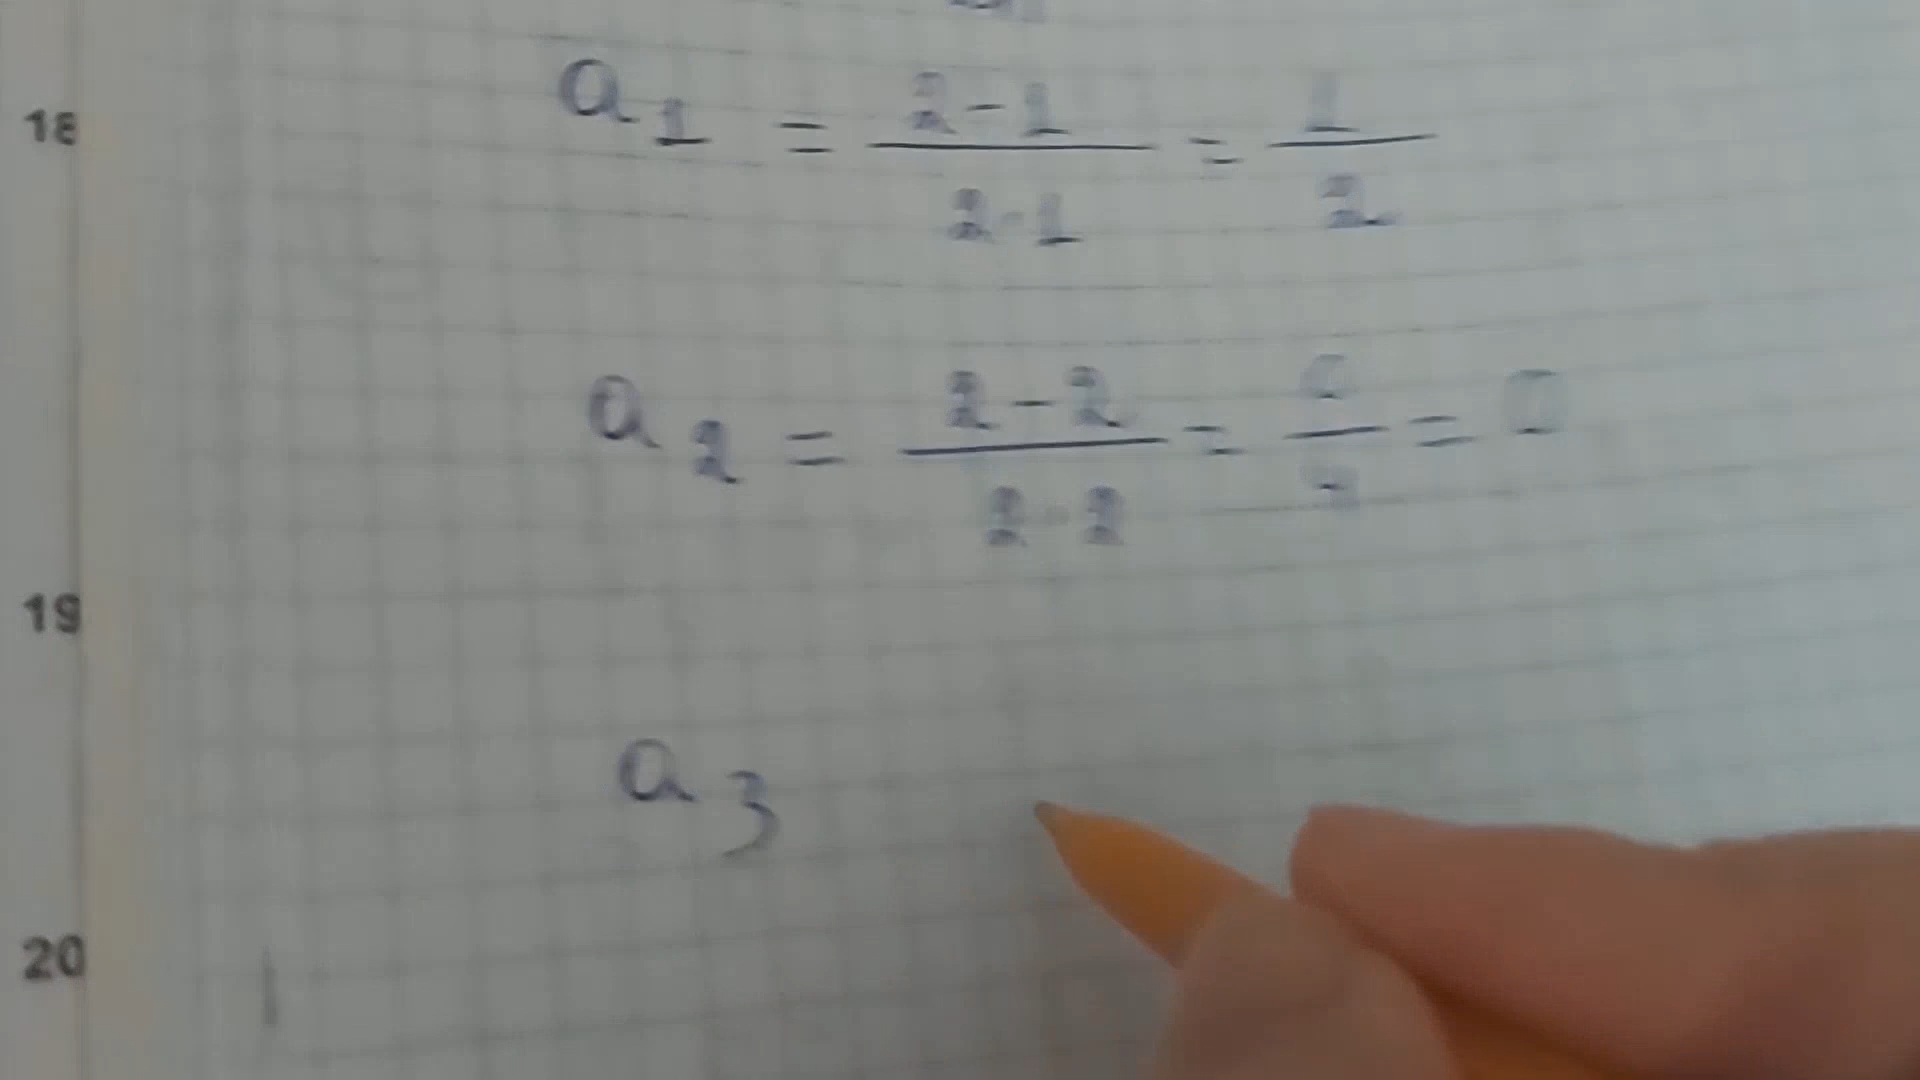 18
a₁ = (2-1)/(2·1) = 1/2
a₂ = (2-2)/(2·2) = 0/4 = 0
19
a₃
20